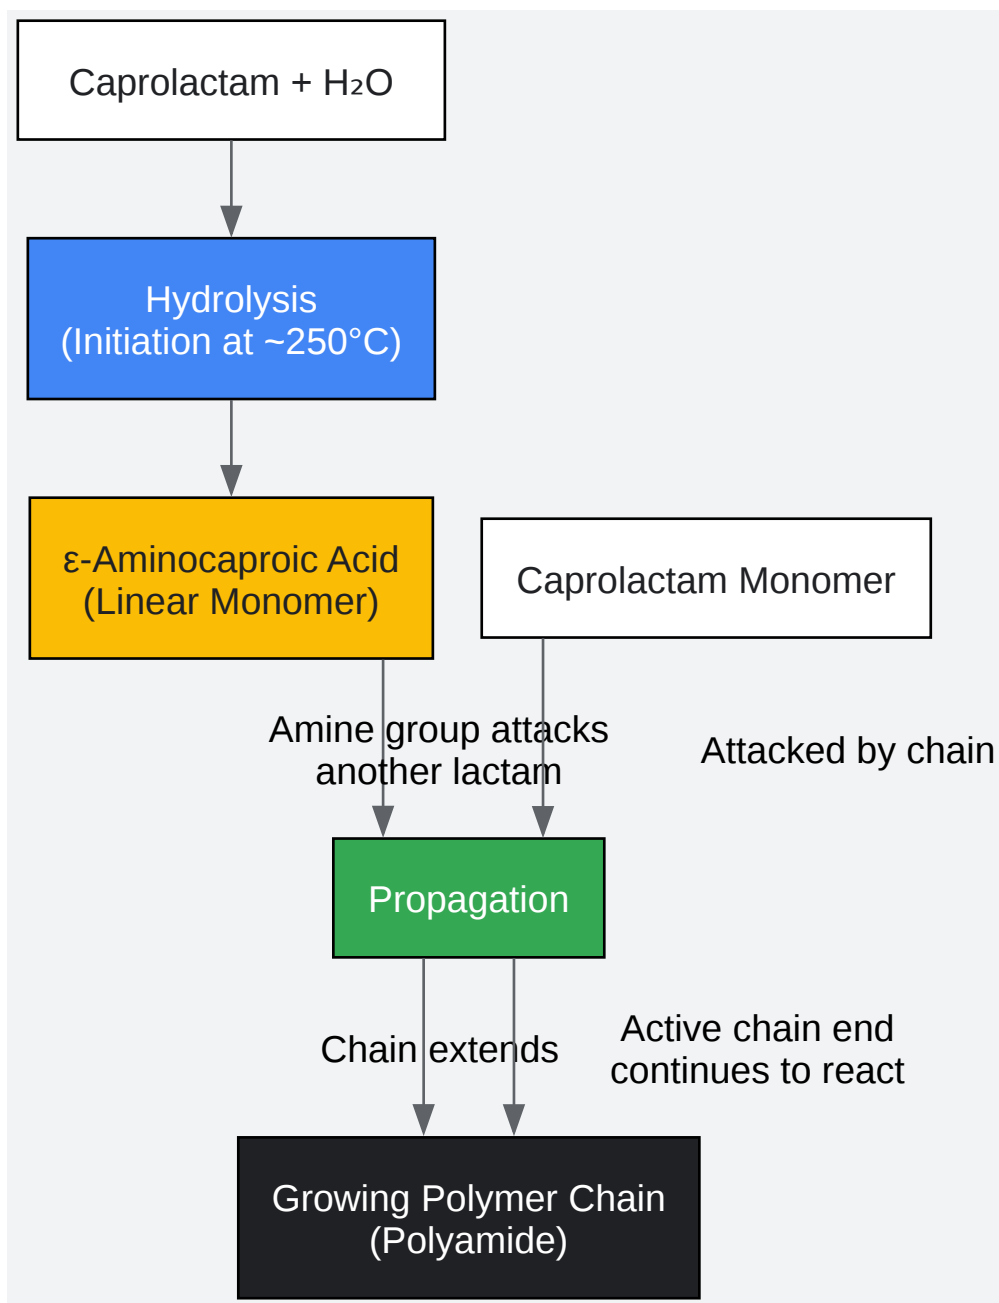 Caprolactam + H₂O
Hydrolysis
(Initiation at ~250°C)
ε-Aminocaproic Acid
(Linear Monomer)
Caprolactam Monomer
Amine group attacks
another lactam
Attacked by chain
Propagation
Chain extends
Active chain end
continues to react
Growing Polymer Chain
(Polyamide)